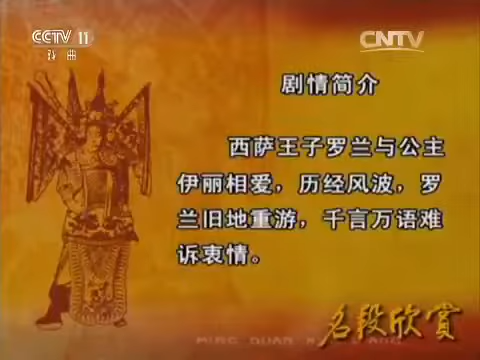 CCTV 11
戏曲
CNTV
剧情简介
西萨王子罗兰与公主
伊丽相爱，历经风波，罗
兰旧地重游，千言万语难
诉衷情。
名段欣赏